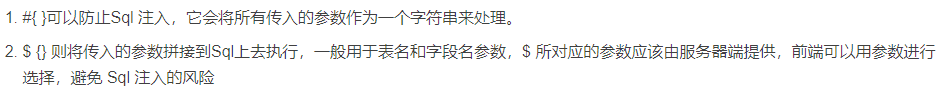 1. #{ }可以防止Sql 注入，它会将所有传入的参数作为一个字符串来处理。
2. $ {} 则将传入的参数拼接到Sql上去执行，一般用于表名和字段名参数，$ 所对应的参数应该由服务器端提供，前端可以用参数进行
选择，避免 Sql 注入的风险